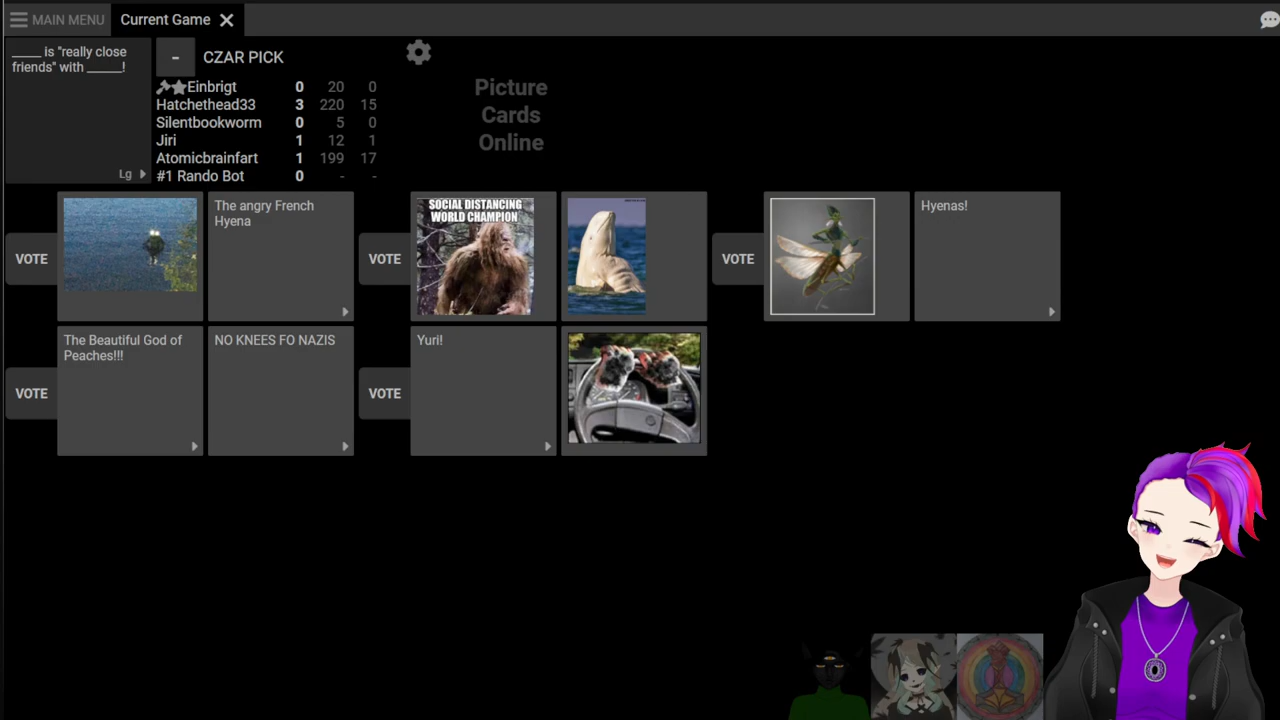 MAIN MENU
Current Game
_____ is "really close
friends" with ______!
Lg
-
CZAR PICK
Einbrigt 0 20 0
Hatchethead33 3 220 15
Silentbookworm 0 5 0
Jiri 1 12 1
Atomicbrainfart 1 199 17
#1 Rando Bot 0 - -
Picture
Cards
Online
VOTE
The angry French
Hyena
VOTE
SOCIAL DISTANCING
WORLD CHAMPION
VOTE
Hyenas!
VOTE
The Beautiful God of
Peaches!!!
NO KNEES FO NAZIS
VOTE
Yuri!